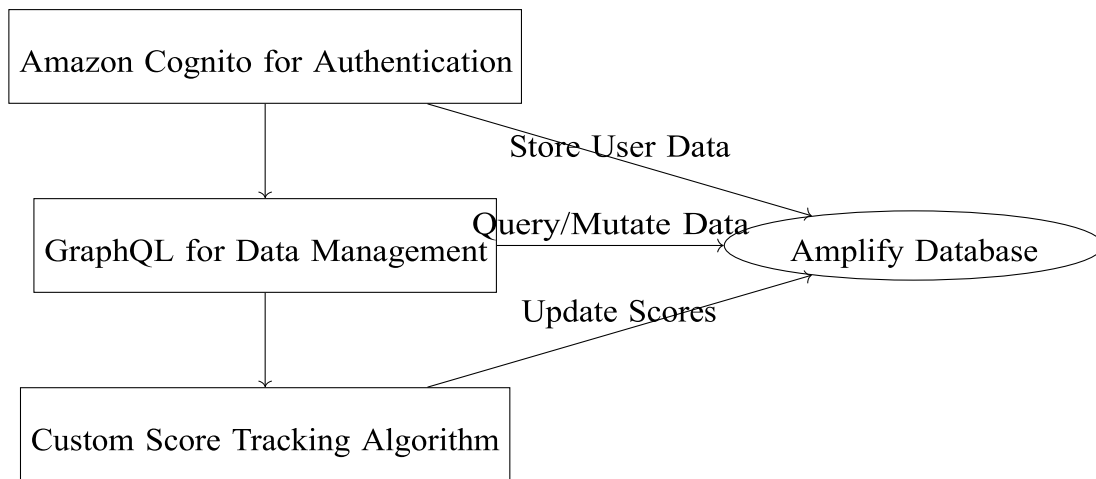 Amazon Cognito for Authentication
Store User Data
Query/Mutate Data
GraphQL for Data Management
Amplify Database
Update Scores
Custom Score Tracking Algorithm